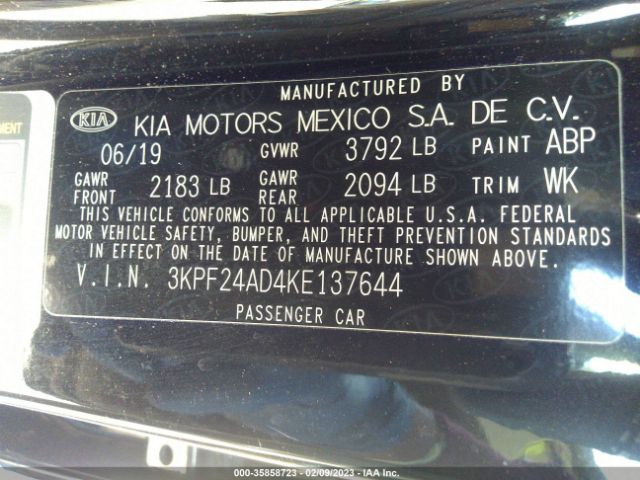 MENT
MANUFACTURED BY
KIA KIA MOTORS MEXICO S.A. DE C.V.
06/19 GVWR 3792 LB PAINT ABP
GAWR FRONT 2183 LB GAWR REAR 2094 LB TRIM WK
THIS VEHICLE CONFORMS TO ALL APPLICABLE U.S.A. FEDERAL
MOTOR VEHICLE SAFETY, BUMPER, AND THEFT PREVENTION STANDARDS
IN EFFECT ON THE DATE OF MANUFACTURE SHOWN ABOVE.
V.I.N. 3KPF24AD4KE137644
PASSENGER CAR
000-35858723 - 02/09/2023 - IAA Inc.